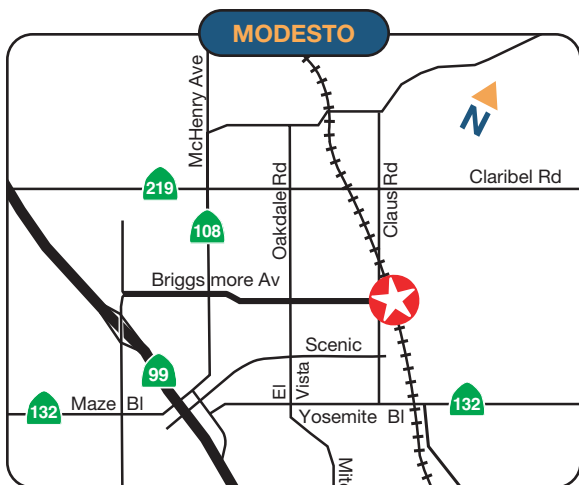 MODESTO
McHenry Ave
N
Oakdale Rd
Claus Rd
Claribel Rd
219
108
Briggsmore Av
Scenic
99
El Vista
132
Maze Bl
132
Yosemite Bl